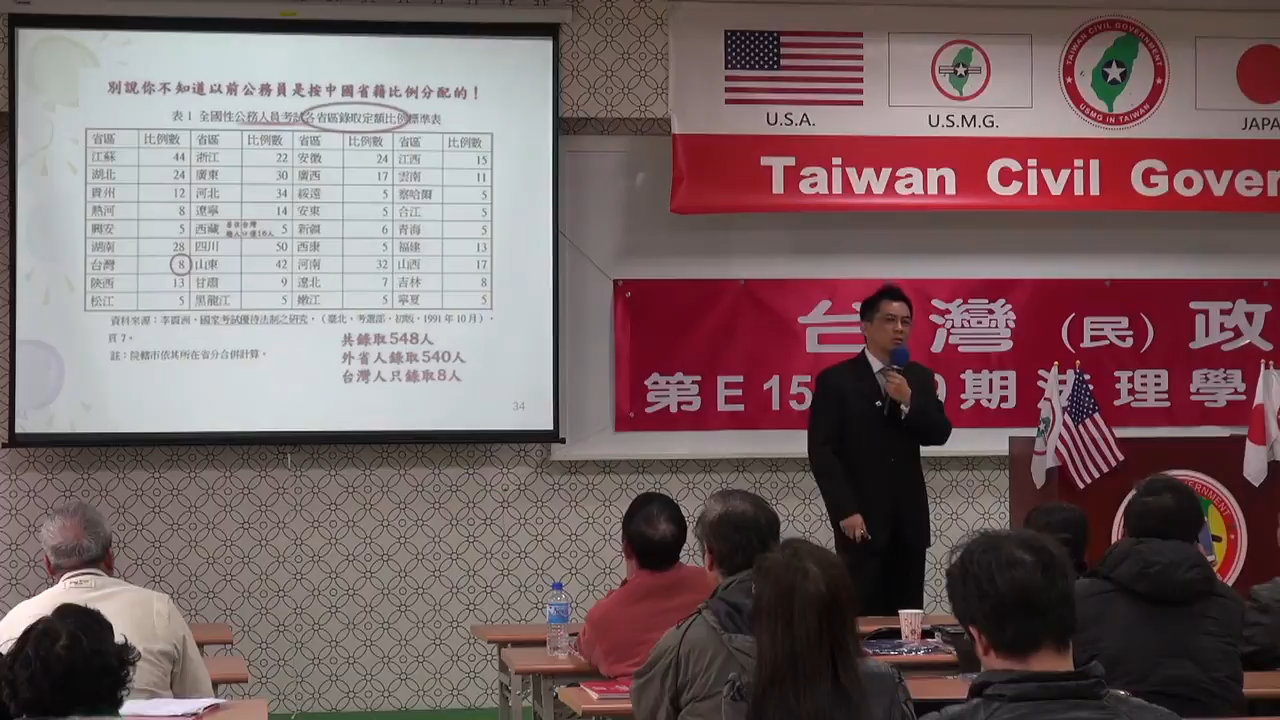 別說你不知道以前公務員是按中國省籍比例分配的！
表1 全國性公務人員考試各省區錄取定額比例標準表
省區 比例數 省區 比例數 省區 比例數 省區 比例數
江蘇 44 浙江 22 安徽 24 江西 15
湖北 24 廣東 30 廣西 17 雲南 11
貴州 12 河北 34 綏遠 5 察哈爾 5
熱河 8 遼寧 14 安東 5 合江 5
興安 5 西藏 5 新疆 6 青海 5
湖南 28 四川 50 西康 5 福建 13
台灣 8 山東 42 河南 32 山西 17
陝西 13 甘肅 9 遼北 7 吉林 8
松江 5 黑龍江 5 嫩江 5 寧夏 5
資料來源：李震洲，國家考試優待法制之研究，（臺北，考選部，初版，1991年10月），
頁7。
註：院轄市依其所在省分合併計算。
共錄取548人
外省人錄取540人
台灣人只錄取8人
34
U.S.A.
U.S.M.G.
TAIWAN CIVIL GOVERNMENT
USMG IN TAIWAN
JAPA
Taiwan Civil Gover
台灣（民）政
第E15 9期法理學